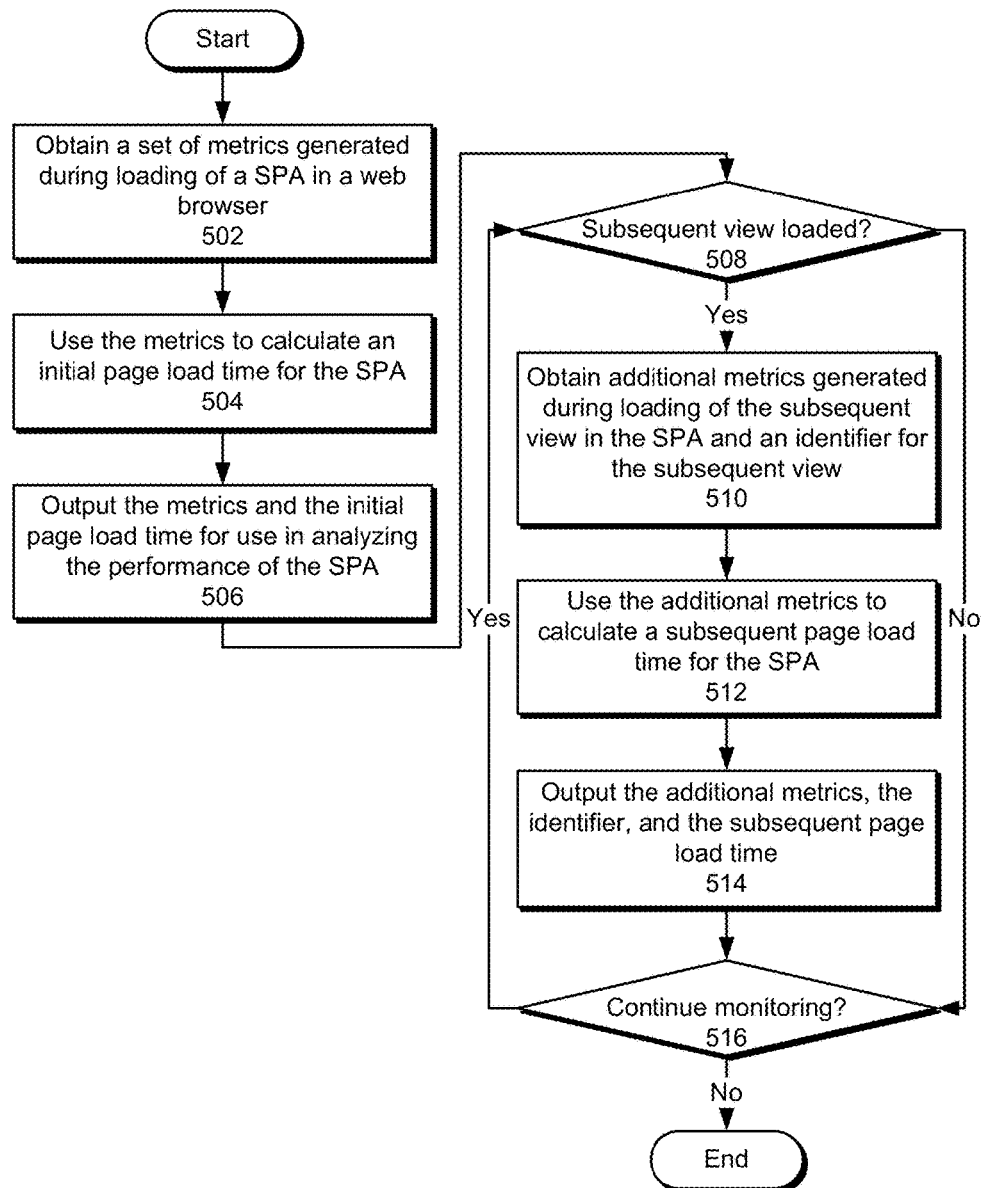 Start
Obtain a set of metrics generated
during loading of a SPA in a web
browser
502
Use the metrics to calculate an
initial page load time for the SPA
504
Output the metrics and the initial
page load time for use in analyzing
the performance of the SPA
506
Subsequent view loaded?
508
Yes
Obtain additional metrics generated
during loading of the subsequent
view in the SPA and an identifier for
the subsequent view
510
Use the additional metrics to
calculate a subsequent page load
time for the SPA
512
Yes
No
Output the additional metrics, the
identifier, and the subsequent page
load time
514
Continue monitoring?
516
No
End